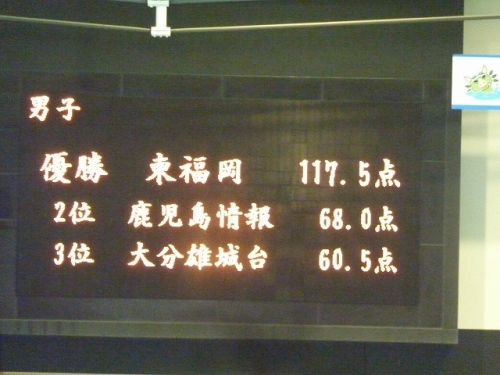 男子
優勝 東福岡 117.5点
2位 鹿児島情報 68.0点
3位 大分雄城台 60.5点